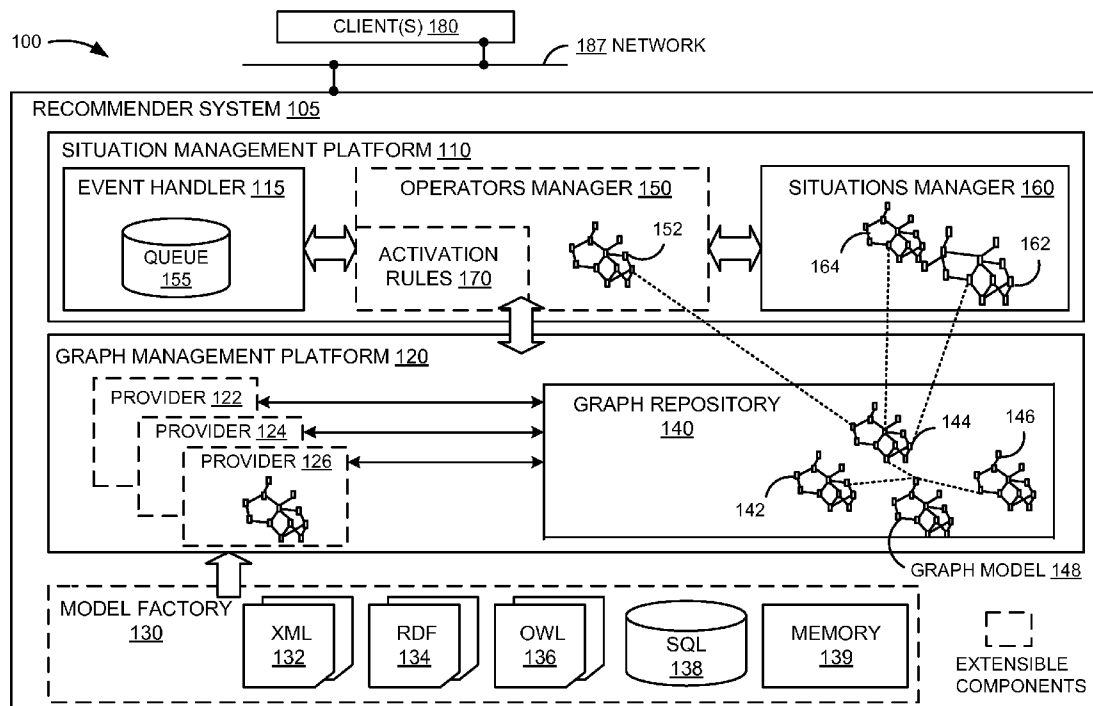 CLIENT(S) 180
100
187 NETWORK
RECOMMENDER SYSTEM 105
SITUATION MANAGEMENT PLATFORM 110
EVENT HANDLER 115
QUEUE
155
OPERATORS MANAGER 150
152
ACTIVATION
RULES 170
SITUATIONS MANAGER 160
164
162
GRAPH MANAGEMENT PLATFORM 120
PROVIDER 122
PROVIDER 124
PROVIDER 126
GRAPH REPOSITORY
140
144
146
142
GRAPH MODEL 148
MODEL FACTORY
130
XML
132
RDF
134
OWL
136
SQL
138
MEMORY
139
EXTENSIBLE
COMPONENTS